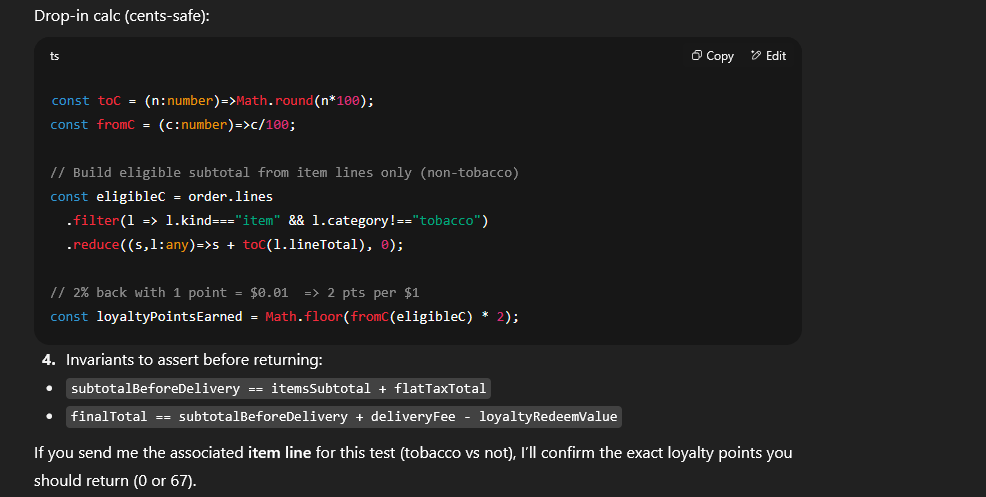 Drop-in calc (cents-safe):
ts
Copy
Edit
const toC = (n:number)=>Math.round(n*100);
const fromC = (c:number)=>c/100;
// Build eligible subtotal from item lines only (non-tobacco)
const eligibleC = order.lines
  .filter(l => l.kind==="item" && l.category!=="tobacco")
  .reduce((s,l:any)=>s + toC(l.lineTotal), 0);
// 2% back with 1 point = $0.01  => 2 pts per $1
const loyaltyPointsEarned = Math.floor(fromC(eligibleC) * 2);
4. Invariants to assert before returning:
• subtotalBeforeDelivery == itemsSubtotal + flatTaxTotal
• finalTotal == subtotalBeforeDelivery + deliveryFee - loyaltyRedeemValue
If you send me the associated item line for this test (tobacco vs not), I'll confirm the exact loyalty points you
should return (0 or 67).